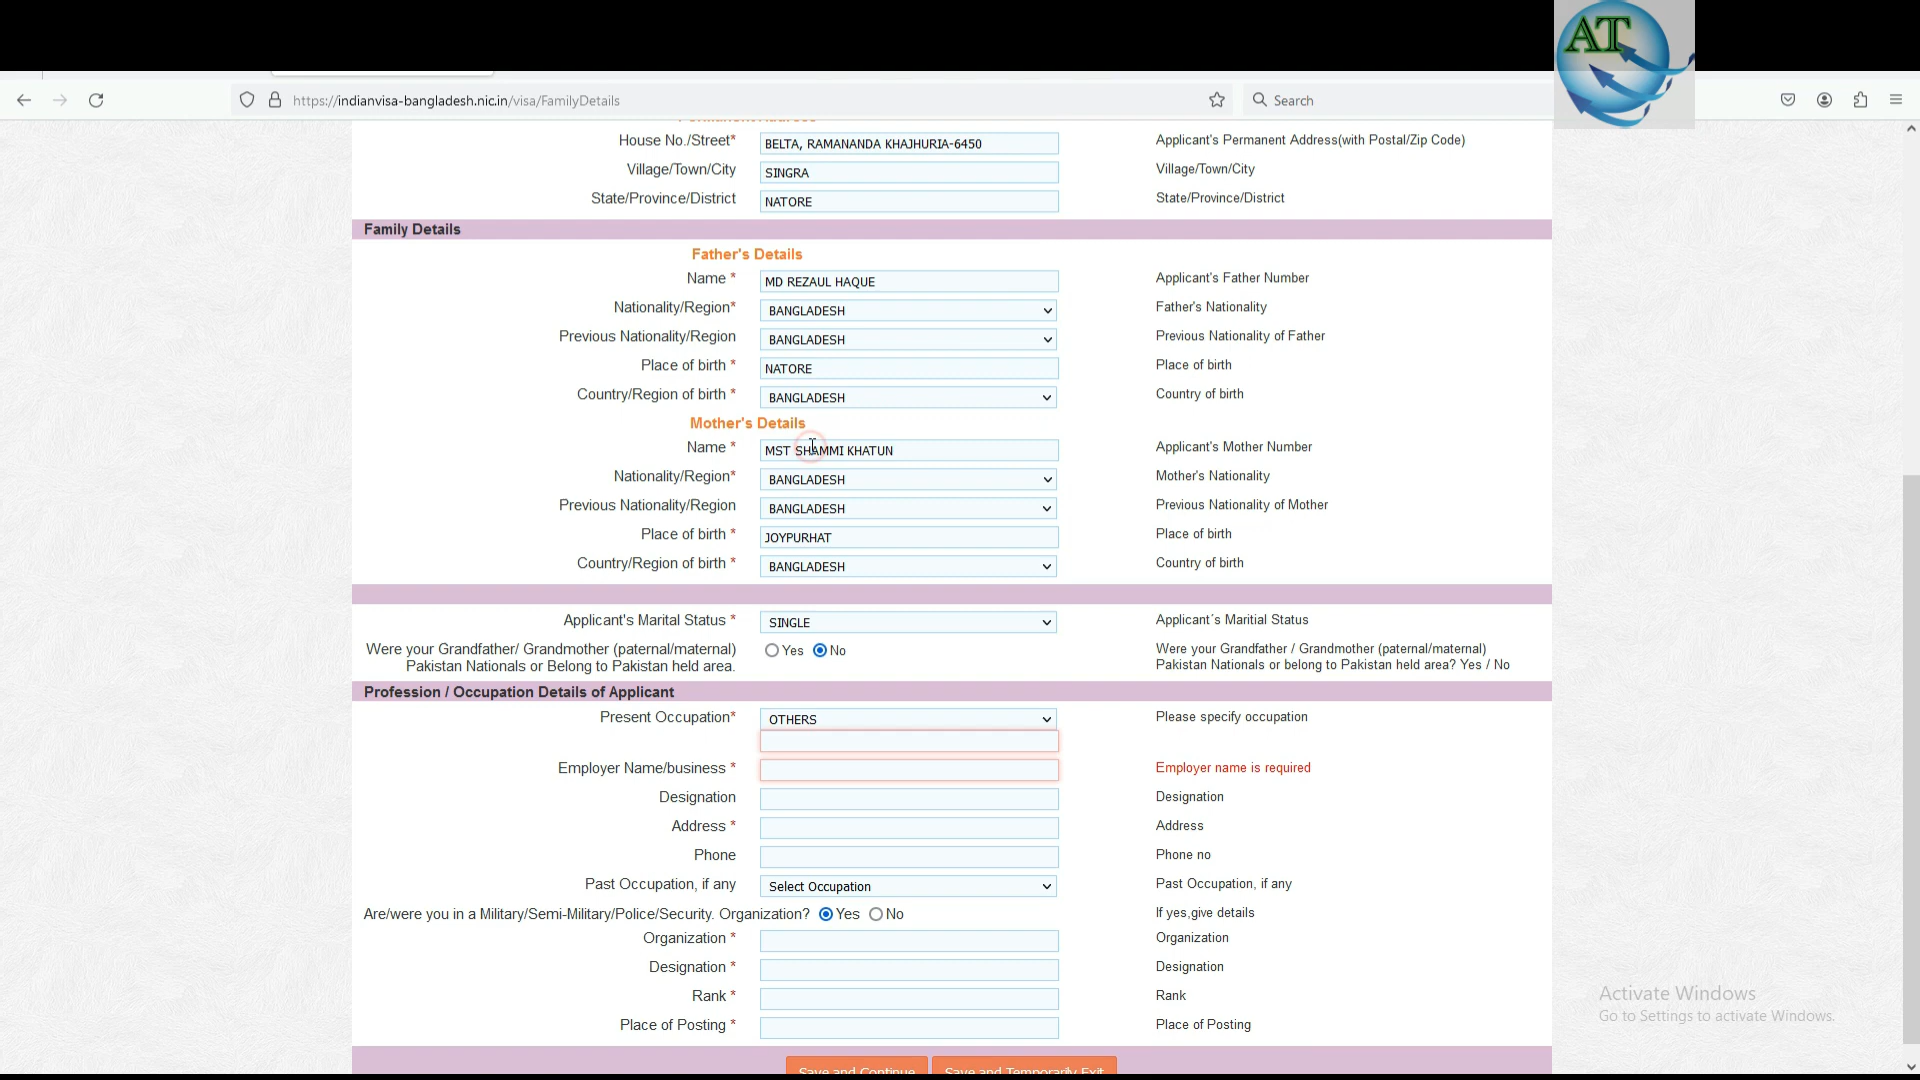 AT
https://indianvisa-bangladesh.nic.in/visa/FamilyDetails
Search
House No./Street* BELTA, RAMANANDA KHAJHURIA-6450 Applicant's Permanent Address(with Postal/Zip Code)
Village/Town/City SINGRA Village/Town/City
State/Province/District NATORE State/Province/District
Family Details
Father's Details
Name * MD REZAUL HAQUE Applicant's Father Number
Nationality/Region* BANGLADESH Father's Nationality
Previous Nationality/Region BANGLADESH Previous Nationality of Father
Place of birth * NATORE Place of birth
Country/Region of birth * BANGLADESH Country of birth
Mother's Details
Name * MST SHAMMI KHATUN Applicant's Mother Number
Nationality/Region* BANGLADESH Mother's Nationality
Previous Nationality/Region BANGLADESH Previous Nationality of Mother
Place of birth * JOYPURHAT Place of birth
Country/Region of birth * BANGLADESH Country of birth
Applicant's Marital Status * SINGLE Applicant´s Maritial Status
Were your Grandfather/ Grandmother (paternal/maternal) Yes No Were your Grandfather / Grandmother (paternal/maternal)
Pakistan Nationals or Belong to Pakistan held area. Pakistan Nationals or belong to Pakistan held area? Yes / No
Profession / Occupation Details of Applicant
Present Occupation* OTHERS Please specify occupation
Employer Name/business * Employer name is required
Designation Designation
Address * Address
Phone Phone no
Past Occupation, if any Select Occupation Past Occupation, if any
Are/were you in a Military/Semi-Military/Police/Security. Organization? Yes No If yes,give details
Organization * Organization
Designation * Designation
Rank * Rank
Place of Posting * Place of Posting
Save and Continue Save and Temporarily Exit
Activate Windows
Go to Settings to activate Windows.